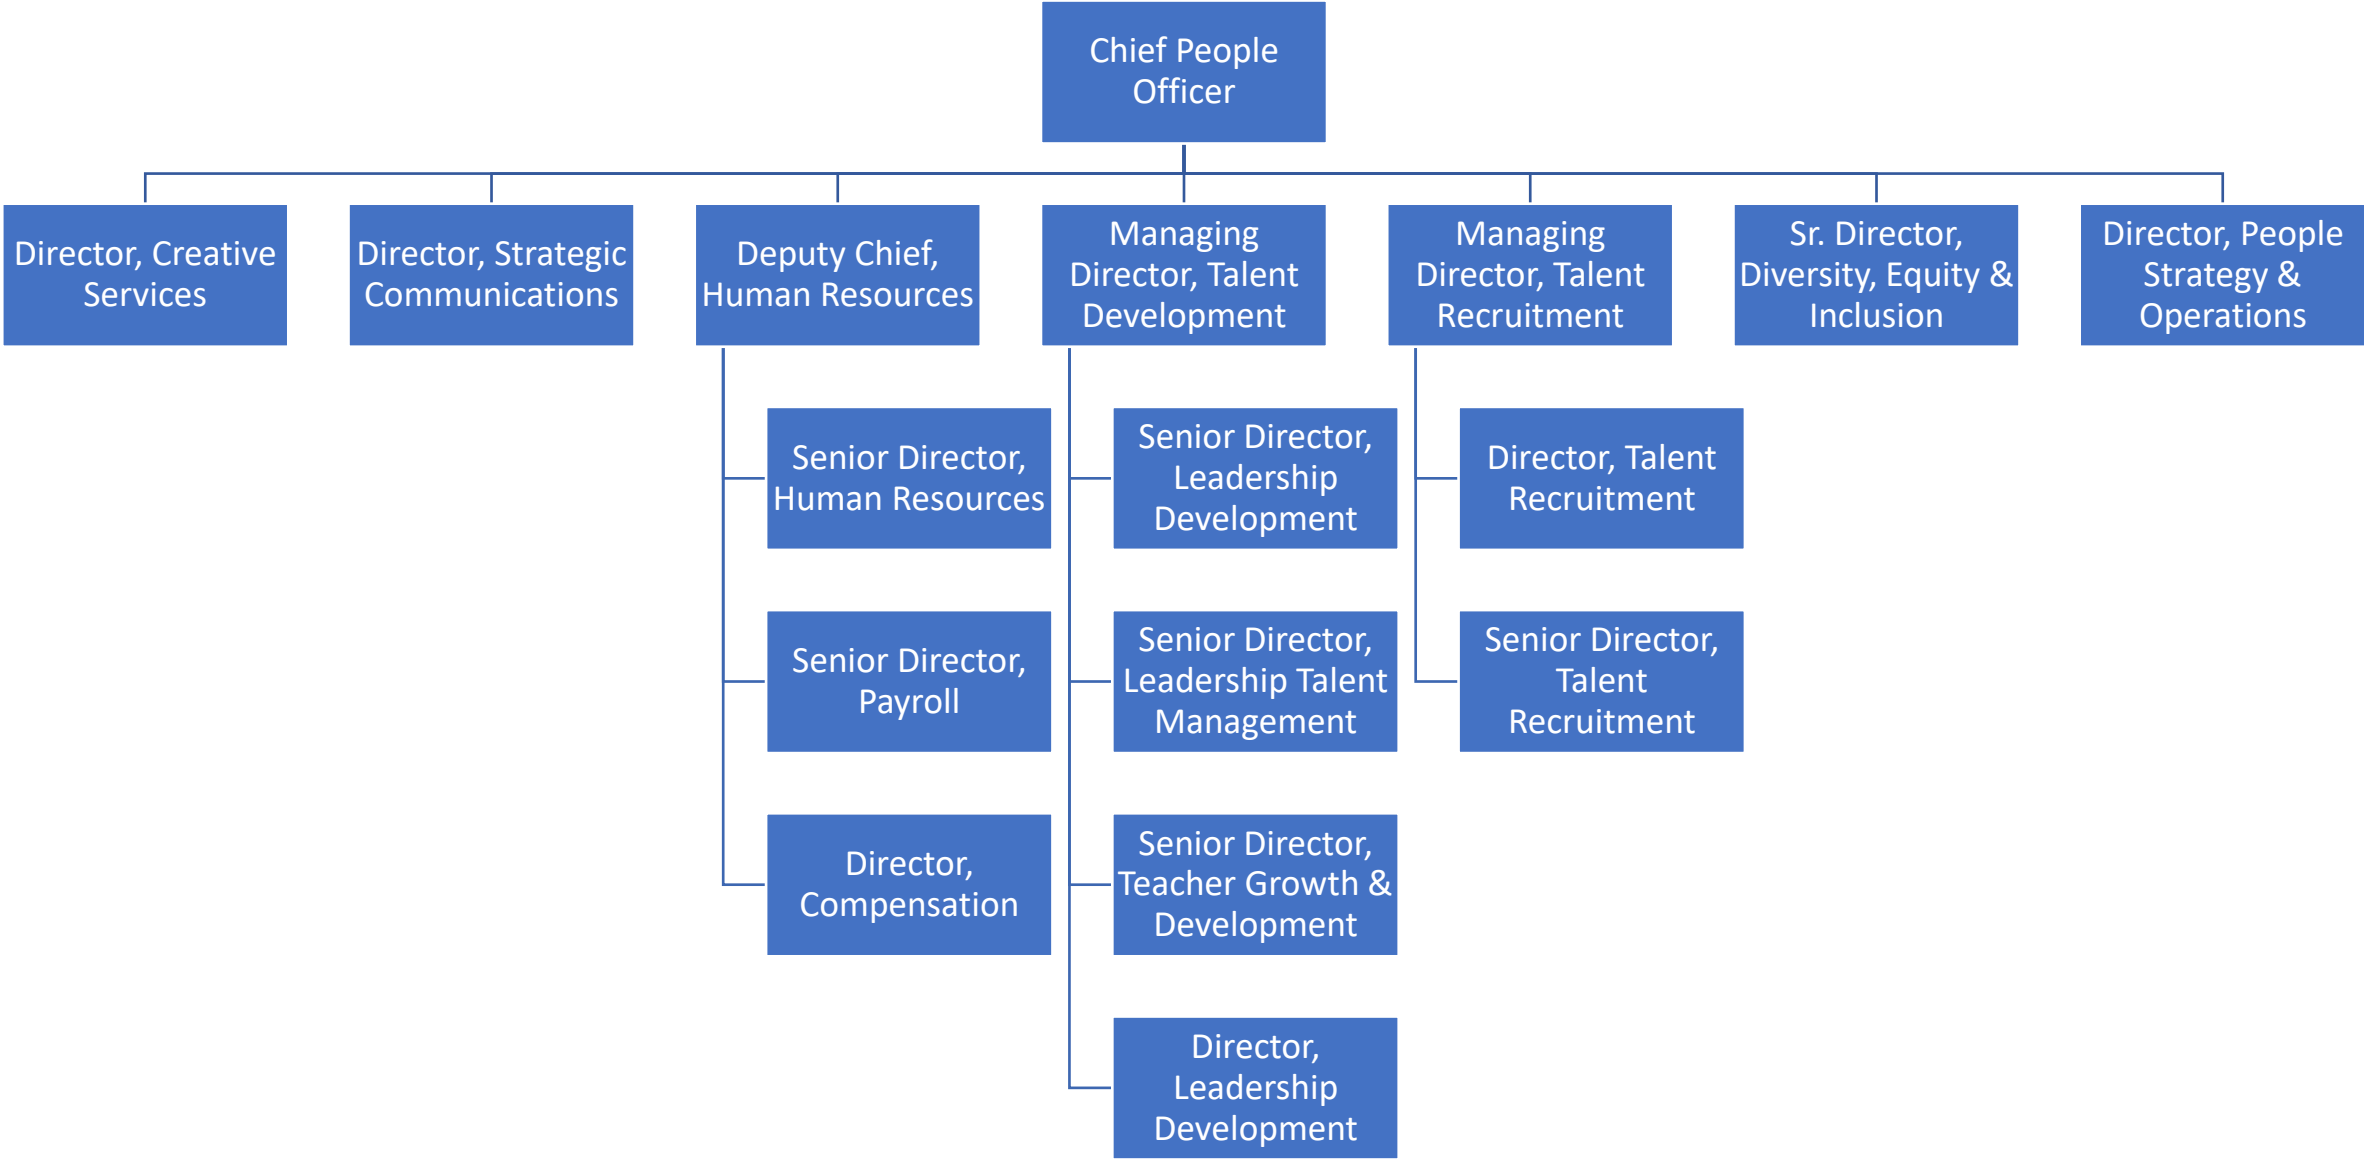 Chief People
Officer
Director, Creative
Services
Director, Strategic
Communications
Deputy Chief,
Human Resources
Managing
Director, Talent
Development
Managing
Director, Talent
Recruitment
Sr. Director,
Diversity, Equity &
Inclusion
Director, People
Strategy &
Operations
Senior Director,
Human Resources
Senior Director,
Payroll
Director,
Compensation
Senior Director,
Leadership
Development
Senior Director,
Leadership Talent
Management
Senior Director,
Teacher Growth &
Development
Director,
Leadership
Development
Director, Talent
Recruitment
Senior Director,
Talent
Recruitment